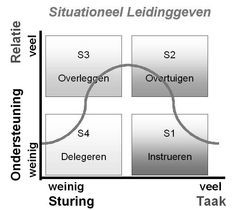 Situationeel Leidinggeven
Relatie
Ondersteuning
veel
weinig
S3
Overleggen
S2
Overtuigen
S4
Delegeren
S1
Instrueren
weinig
veel
Sturing
Taak